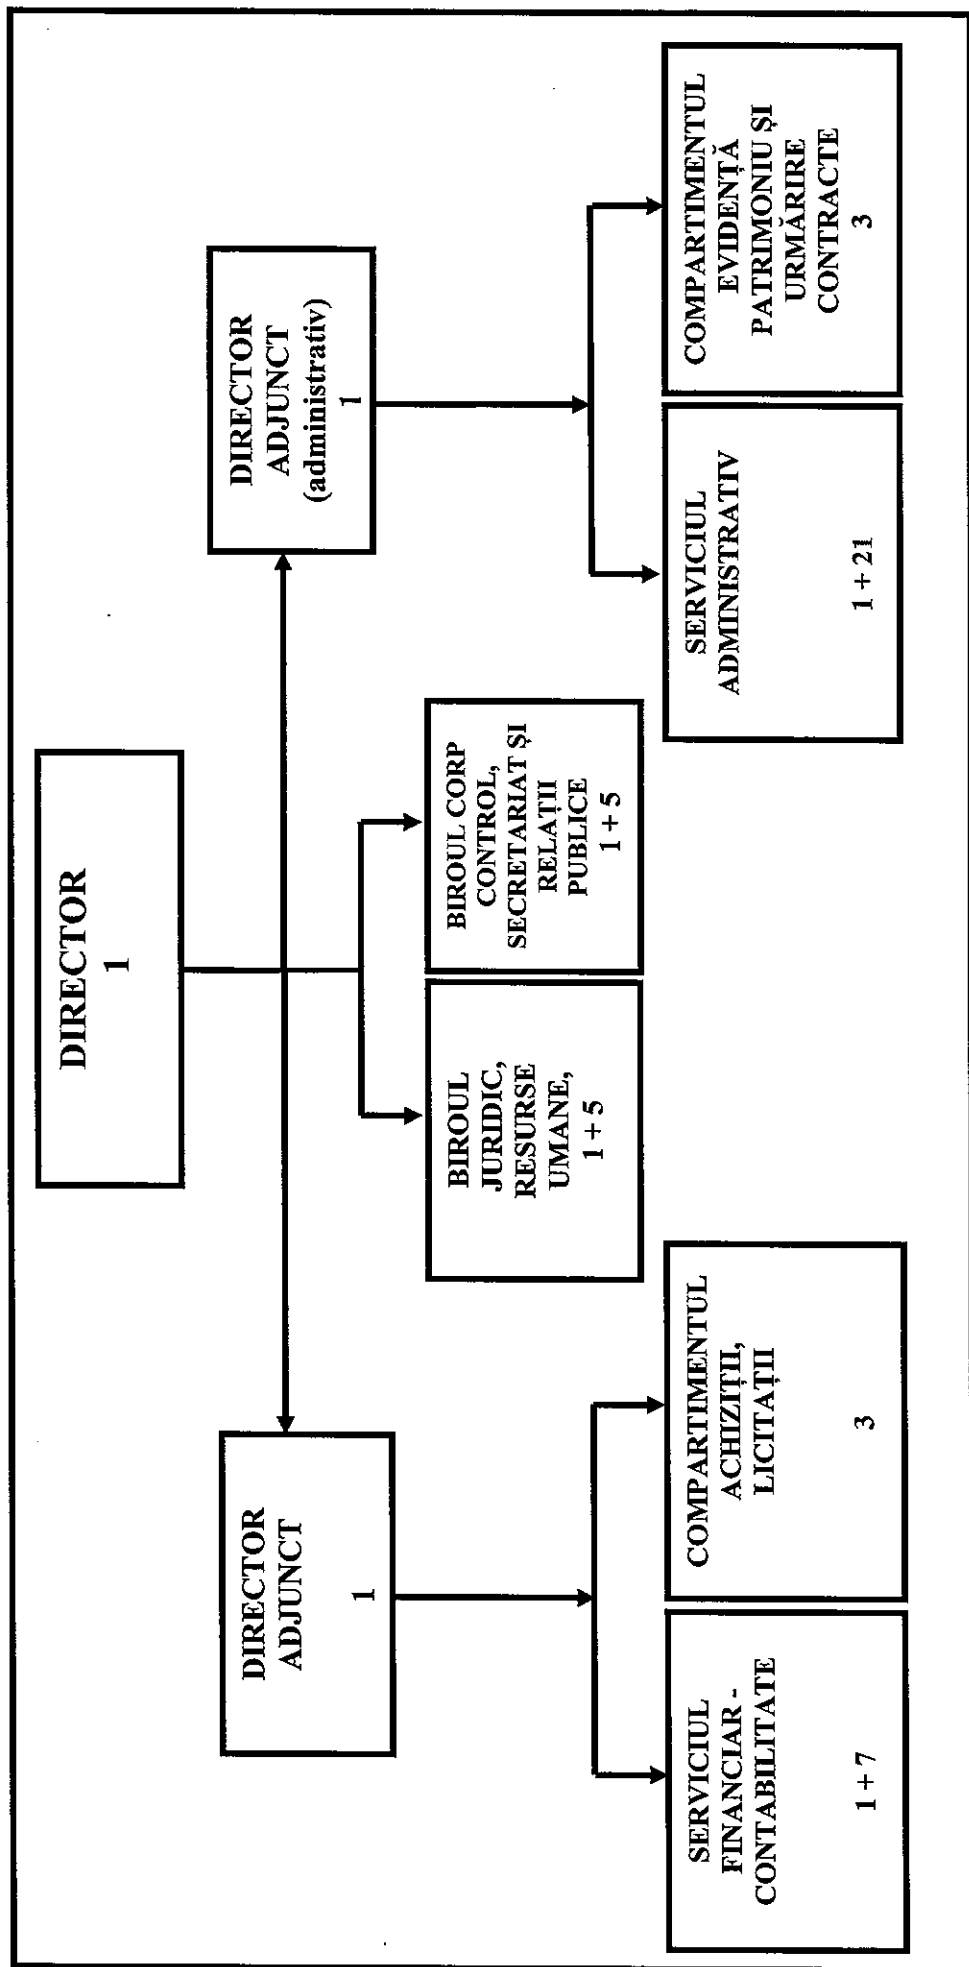 DIRECTOR
1
DIRECTOR
ADJUNCT
1
DIRECTOR
ADJUNCT
(administrativ)
1
BIROUL
JURIDIC,
RESURSE
UMANE,
1 + 5
BIROUL CORP
CONTROL,
SECRETARIAT ȘI
RELAȚII
PUBLICE
1 + 5
SERVICIUL
FINANCIAR -
CONTABILITATE
1 + 7
COMPARTIMENTUL
ACHIZIȚII,
LICITAȚII
3
SERVICIUL
ADMINISTRATIV
1 + 21
COMPARTIMENTUL
EVIDENȚĂ
PATRIMONIU ȘI
URMĂRIRE
CONTRACTE
3